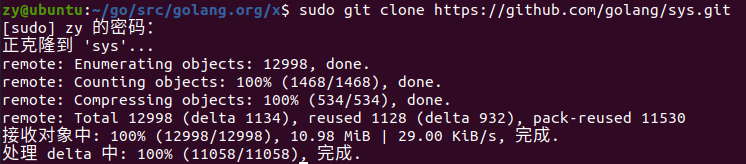 zy@ubuntu:~/go/src/golang.org/x$ sudo git clone https://github.com/golang/sys.git
[sudo] zy 的密码：
正克隆到 'sys'...
remote: Enumerating objects: 12998, done.
remote: Counting objects: 100% (1468/1468), done.
remote: Compressing objects: 100% (534/534), done.
remote: Total 12998 (delta 1134), reused 1128 (delta 932), pack-reused 11530
接收对象中: 100% (12998/12998), 10.98 MiB | 29.00 KiB/s, 完成.
处理 delta 中: 100% (11058/11058), 完成.